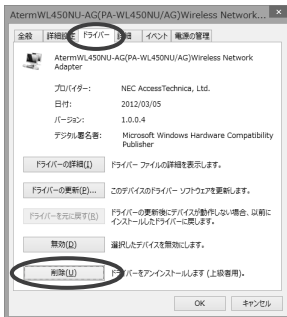 AtermWL450NU-AG(PA-WL450NU/AG)Wireless Network...
全般 詳細設定 ドライバー 詳細 イベント 電源の管理
AtermWL450NU-AG(PA-WL450NU/AG)Wireless Network
Adapter
プロバイダー: NEC AccessTechnica, Ltd.
日付: 2012/03/05
バージョン: 1.0.0.4
デジタル署名者: Microsoft Windows Hardware Compatibility
Publisher
ドライバーの詳細(I) ドライバー ファイルの詳細を表示します。
ドライバーの更新(P)... このデバイスのドライバー ソフトウェアを更新します。
ドライバーを元に戻す(R) ドライバーの更新後にデバイスが動作しない場合、以前に
インストールしたドライバーに戻します。
無効(D) 選択したデバイスを無効にします。
削除(U) ドライバーをアンインストールします (上級者用)。
OK キャンセル